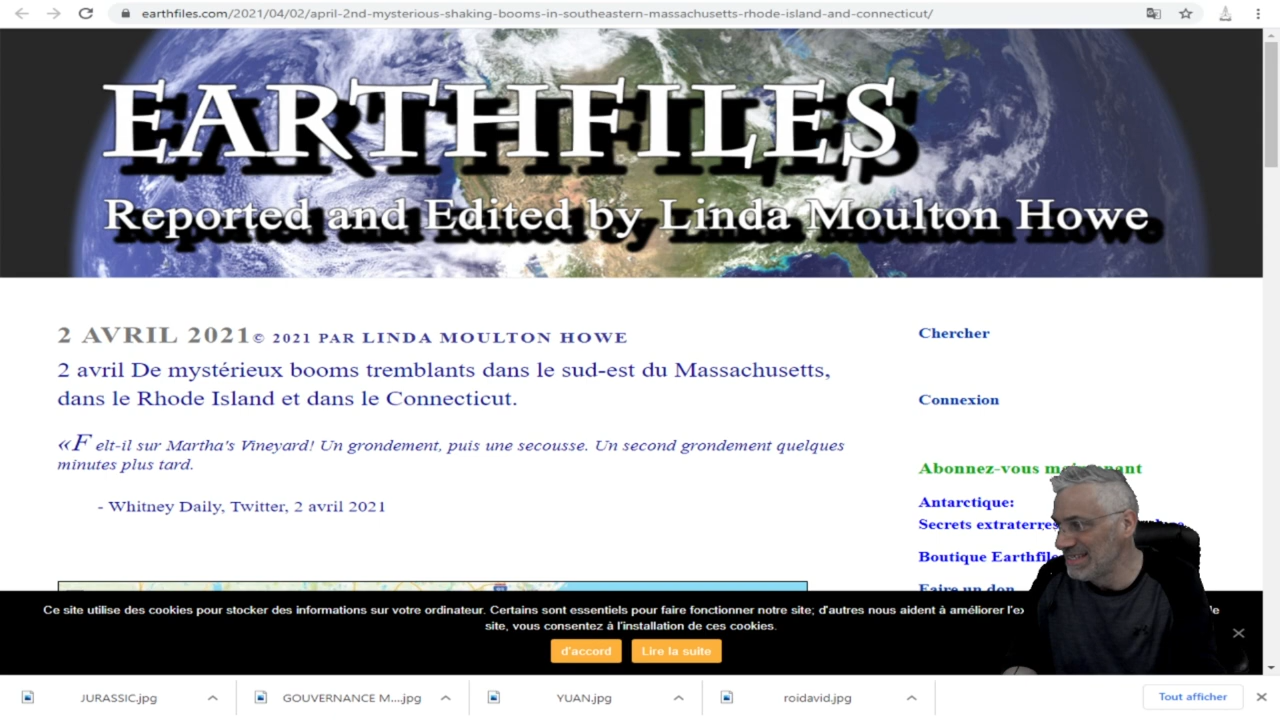 earthfiles.com/2021/04/02/april-2nd-mysterious-shaking-booms-in-southeastern-massachusetts-rhode-island-and-connecticut/
EARTHFILES
Reported and Edited by Linda Moulton Howe
2 AVRIL 2021© 2021 PAR LINDA MOULTON HOWE
2 avril De mystérieux booms tremblants dans le sud-est du Massachusetts,
dans le Rhode Island et dans le Connecticut.
«F elt-il sur Martha's Vineyard! Un grondement, puis une secousse. Un second grondement quelques
minutes plus tard.
- Whitney Daily, Twitter, 2 avril 2021
Chercher
Connexion
Abonnez-vous
Antarctique:
Secrets
Boutique
Faire un don
Ce site utilise des cookies pour stocker des informations sur votre ordinateur. Certains sont essentiels pour faire fonctionner notre site; d'autres nous aident à améliorer
site, vous consentez à l'installation de ces cookies.
d'accord Lire la suite
JURASSIC.jpg GOUVERNANCE M....jpg YUAN.jpg roidavid.jpg Tout afficher